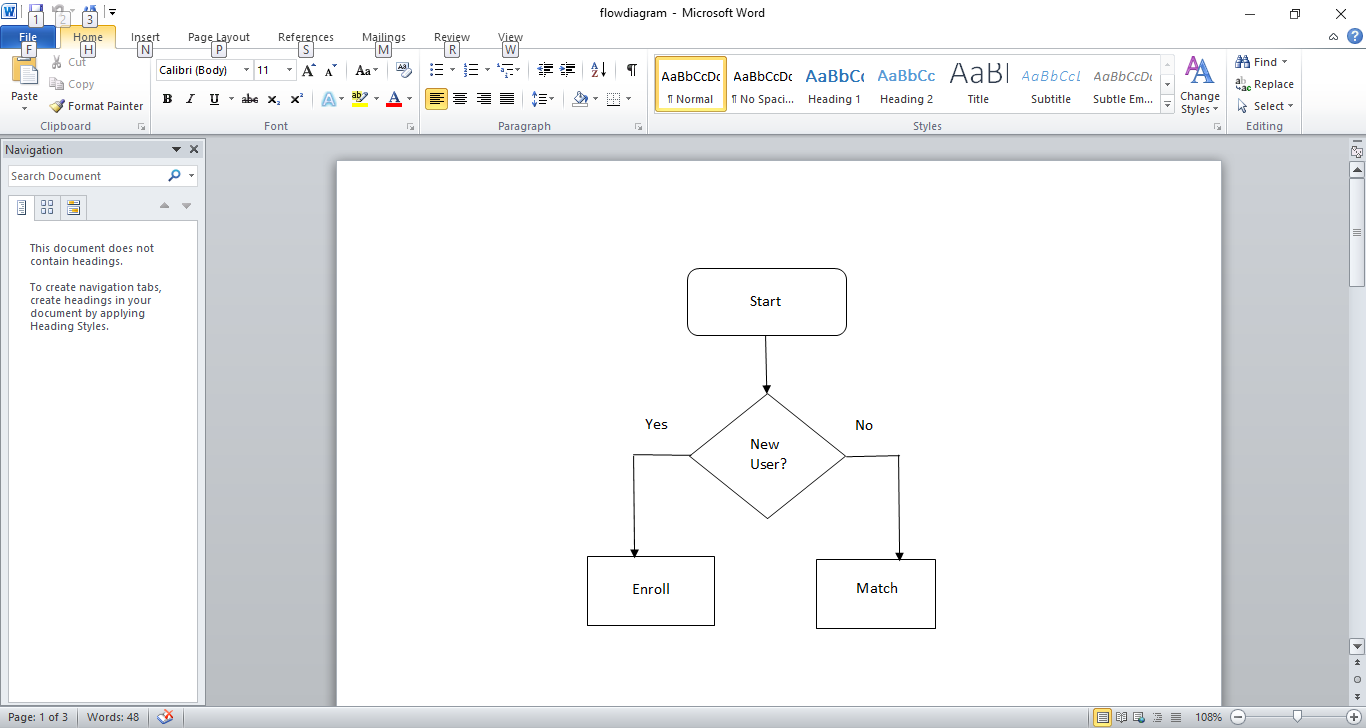 flowdiagram - Microsoft Word
1 2 3
File Home Insert Page Layout References Mailings Review View
F H N P S M R W
Paste
Cut
Copy
Format Painter
Clipboard
Calibri (Body) 11
Font
Paragraph
AaBbCcDc AaBbCcDc AaBbCc AaBbCc AaBl AaBbCcL AaBbCcDc
¶ Normal ¶ No Spaci... Heading 1 Heading 2 Title Subtitle Subtle Em...
Change
Styles
Styles
Find
Replace
Select
Editing
Navigation
Search Document
This document does not
contain headings.
To create navigation tabs,
create headings in your
document by applying
Heading Styles.
Start
Yes
No
New
User?
Enroll
Match
Page: 1 of 3 Words: 48
108%